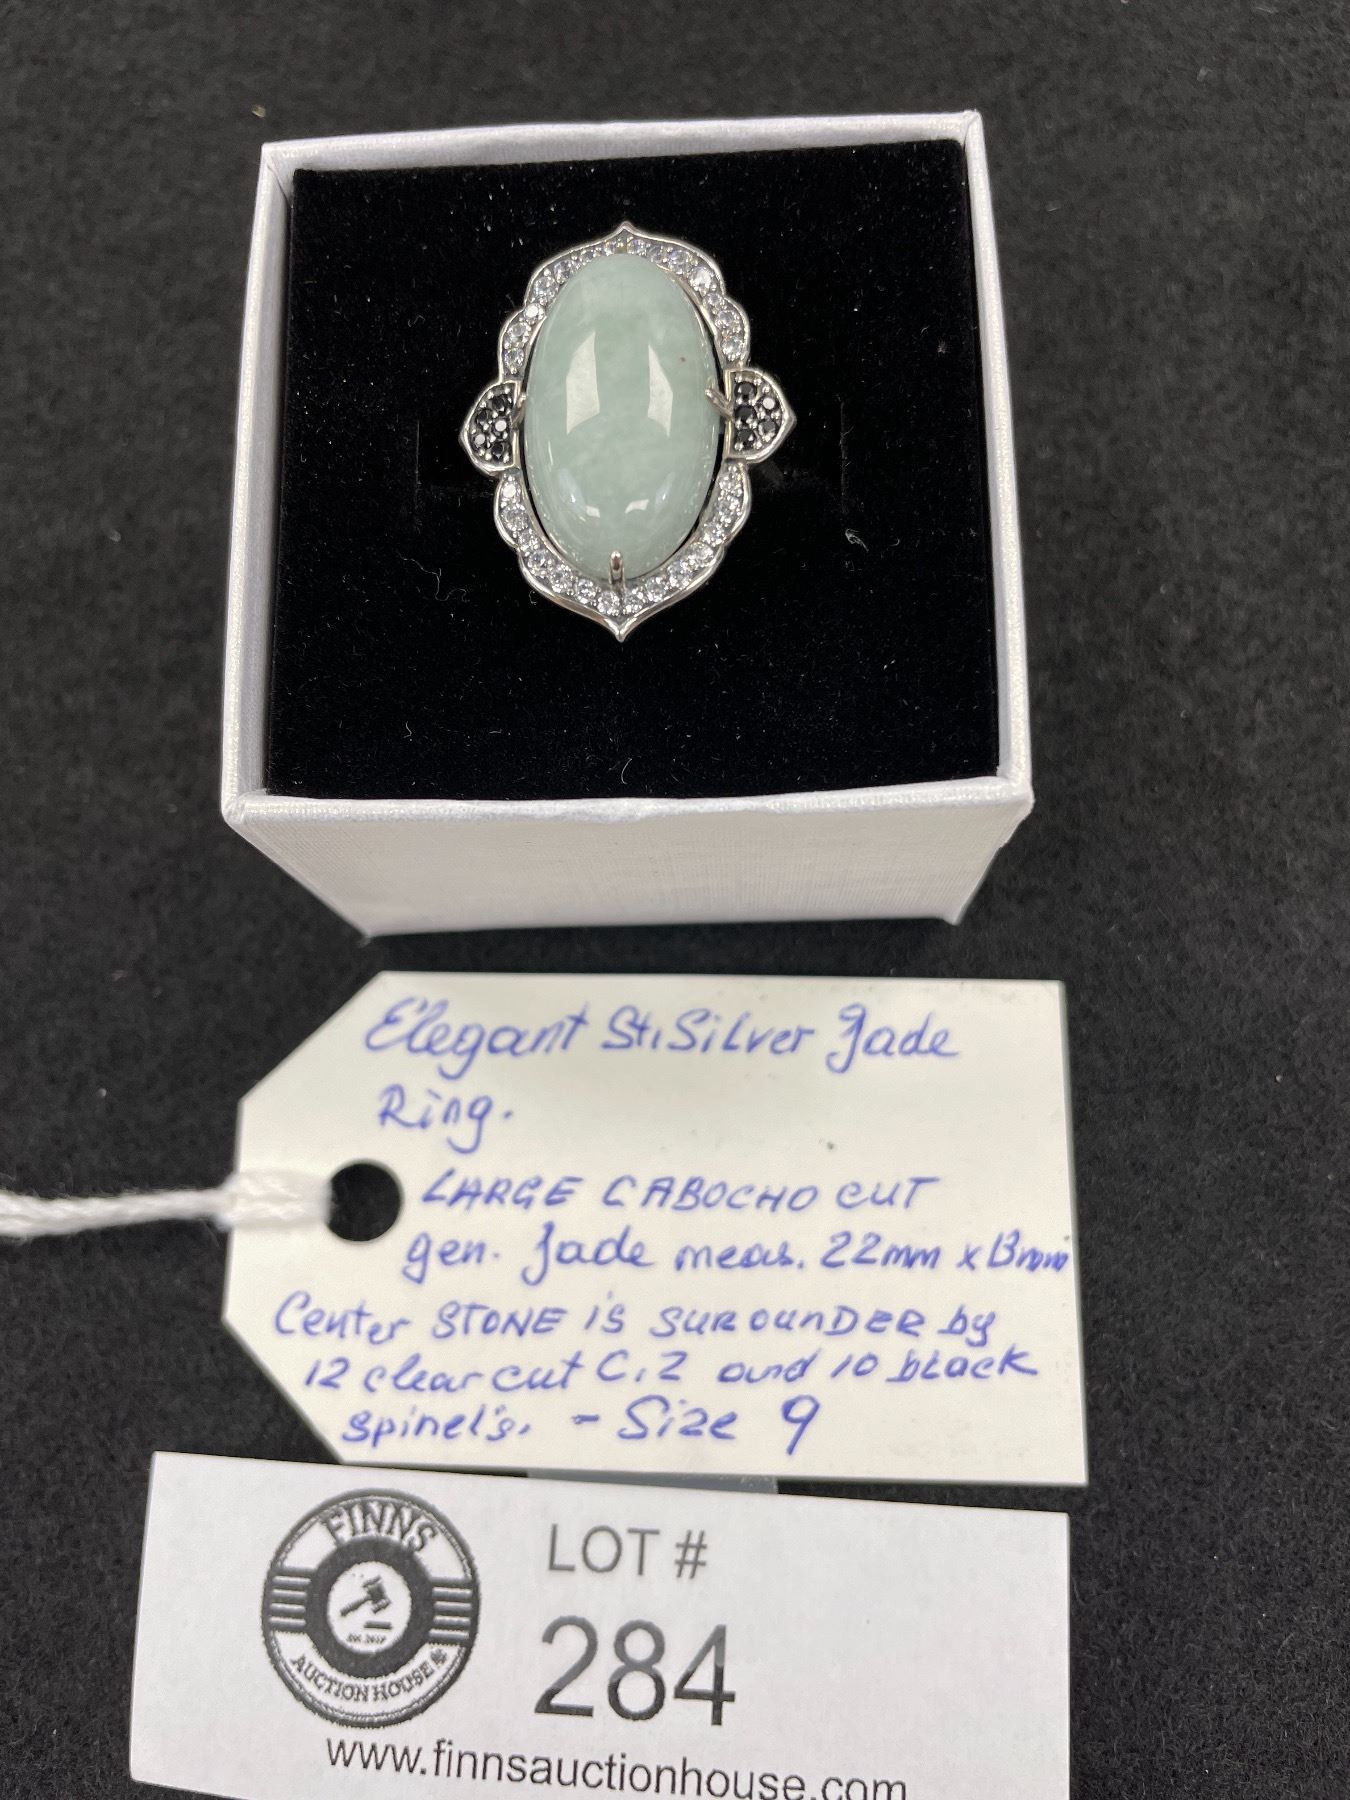 Elegant St. Silver Jade
Ring.
LARGE CABOCHO CUT
gen. Jade meas. 22mm x 13mm
Center STONE is SUROUNDER by
12 clear cut C.Z and 10 black
spinel's. - Size 9
FINNS
AUCTION HOUSE
LOT #
284
www.finnsauctionhouse.com